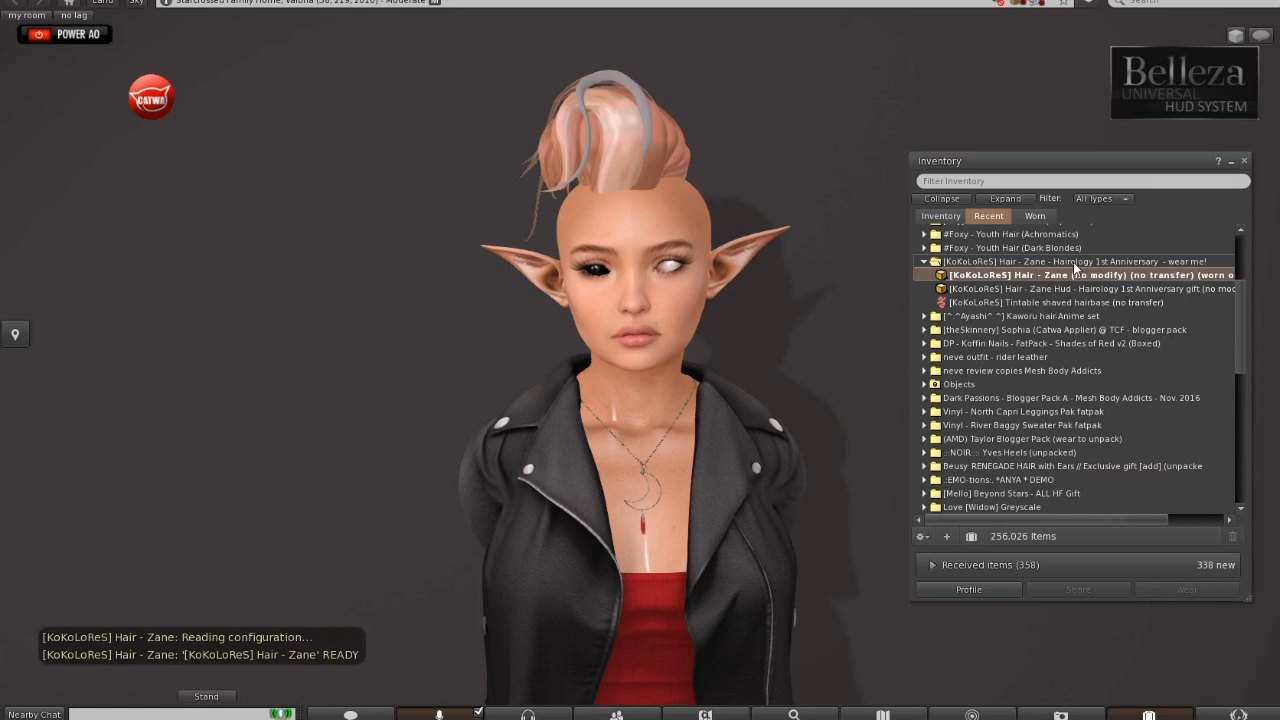 Land
Sky
Starcrossed Family Home, Valona (58, 219, 2010) - Moderate
M
Search
my room
no lag
POWER AO
CATWA
Belleza
UNIVERSAL
HUD SYSTEM
Inventory
?
Filter Inventory
Collapse
Expand
Filter:
All Types
Inventory
Recent
Worn
#Foxy - Youth Hair (Achromatics)
#Foxy - Youth Hair (Dark Blondes)
[KoKoLoReS] Hair - Zane - Hairology 1st Anniversary - wear me!
[KoKoLoReS] Hair - Zane (no modify) (no transfer) (worn o
[KoKoLoReS] Hair - Zane Hud - Hairology 1st Anniversary gift (no mod
[KoKoLoReS] Tintable shaved hairbase (no transfer)
[^.^Ayashi^.^] Kaworu hair-Anime set
[theSkinnery] Sophia (Catwa Applier) @ TCF - blogger pack
DP - Koffin Nails - FatPack - Shades of Red v2 (Boxed)
neve outfit - rider leather
neve review copies Mesh Body Addicts
Objects
Dark Passions - Blogger Pack A - Mesh Body Addicts - Nov. 2016
Vinyl - North Capri Leggings Pak fatpak
Vinyl - River Baggy Sweater Pak fatpak
(AMD) Taylor Blogger Pack (wear to unpack)
:::NOIR ::: Yves Heels (unpacked)
Beusy: RENEGADE HAIR with Ears // Exclusive gift [add] (unpacke
.:EMO-tions:. *ANYA * DEMO
[Mello] Beyond Stars - ALL HF Gift
Love [Widow] Greyscale
256,026 Items
Received items (358)
338 new
Profile
Share
Wear
[KoKoLoReS] Hair - Zane: Reading configuration...
[KoKoLoReS] Hair - Zane: '[KoKoLoReS] Hair - Zane' READY
Stand
Nearby Chat